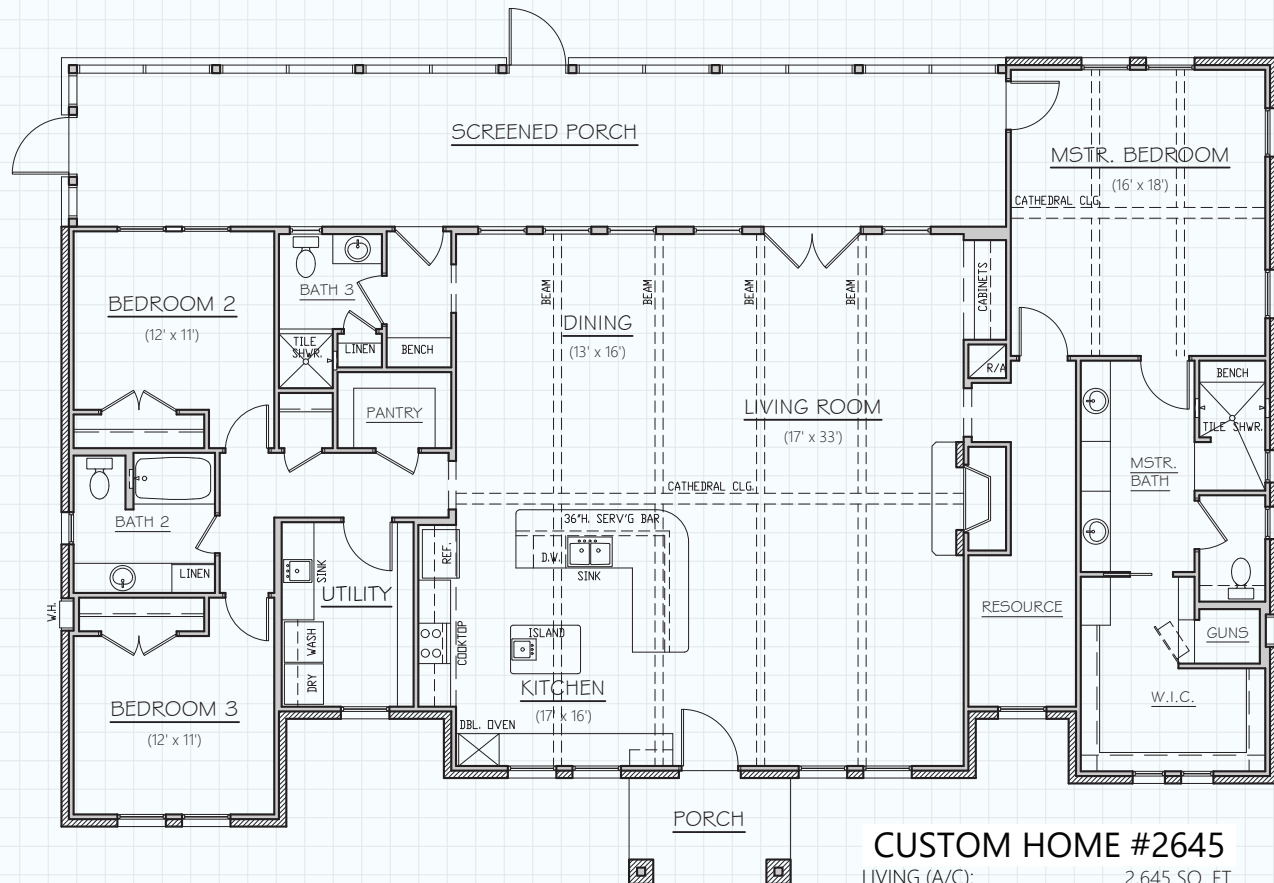 SCREENED PORCH
MSTR. BEDROOM
(16' x 18')
CATHEDRAL CLG.
BEDROOM 2
(12' x 11')
BATH 3
TILE
SHWR.
LINEN
BENCH
PANTRY
BEAM
BEAM
BEAM
BEAM
DINING
(13' x 16')
CABINETS
R/A
LIVING ROOM
(17' x 33')
CATHEDRAL CLG.
BENCH
TILE SHWR.
MSTR.
BATH
BATH 2
LINEN
W.H.
36"H. SERV'G BAR
D.W.
SINK
REF.
SINK
UTILITY
WASH
DRY
COOKTOP
ISLAND
KITCHEN
(17' x 16')
DBL. OVEN
RESOURCE
GUNS
W.I.C.
BEDROOM 3
(12' x 11')
PORCH
CUSTOM HOME #2645
LIVING (A/C): 2,645 SQ. FT.